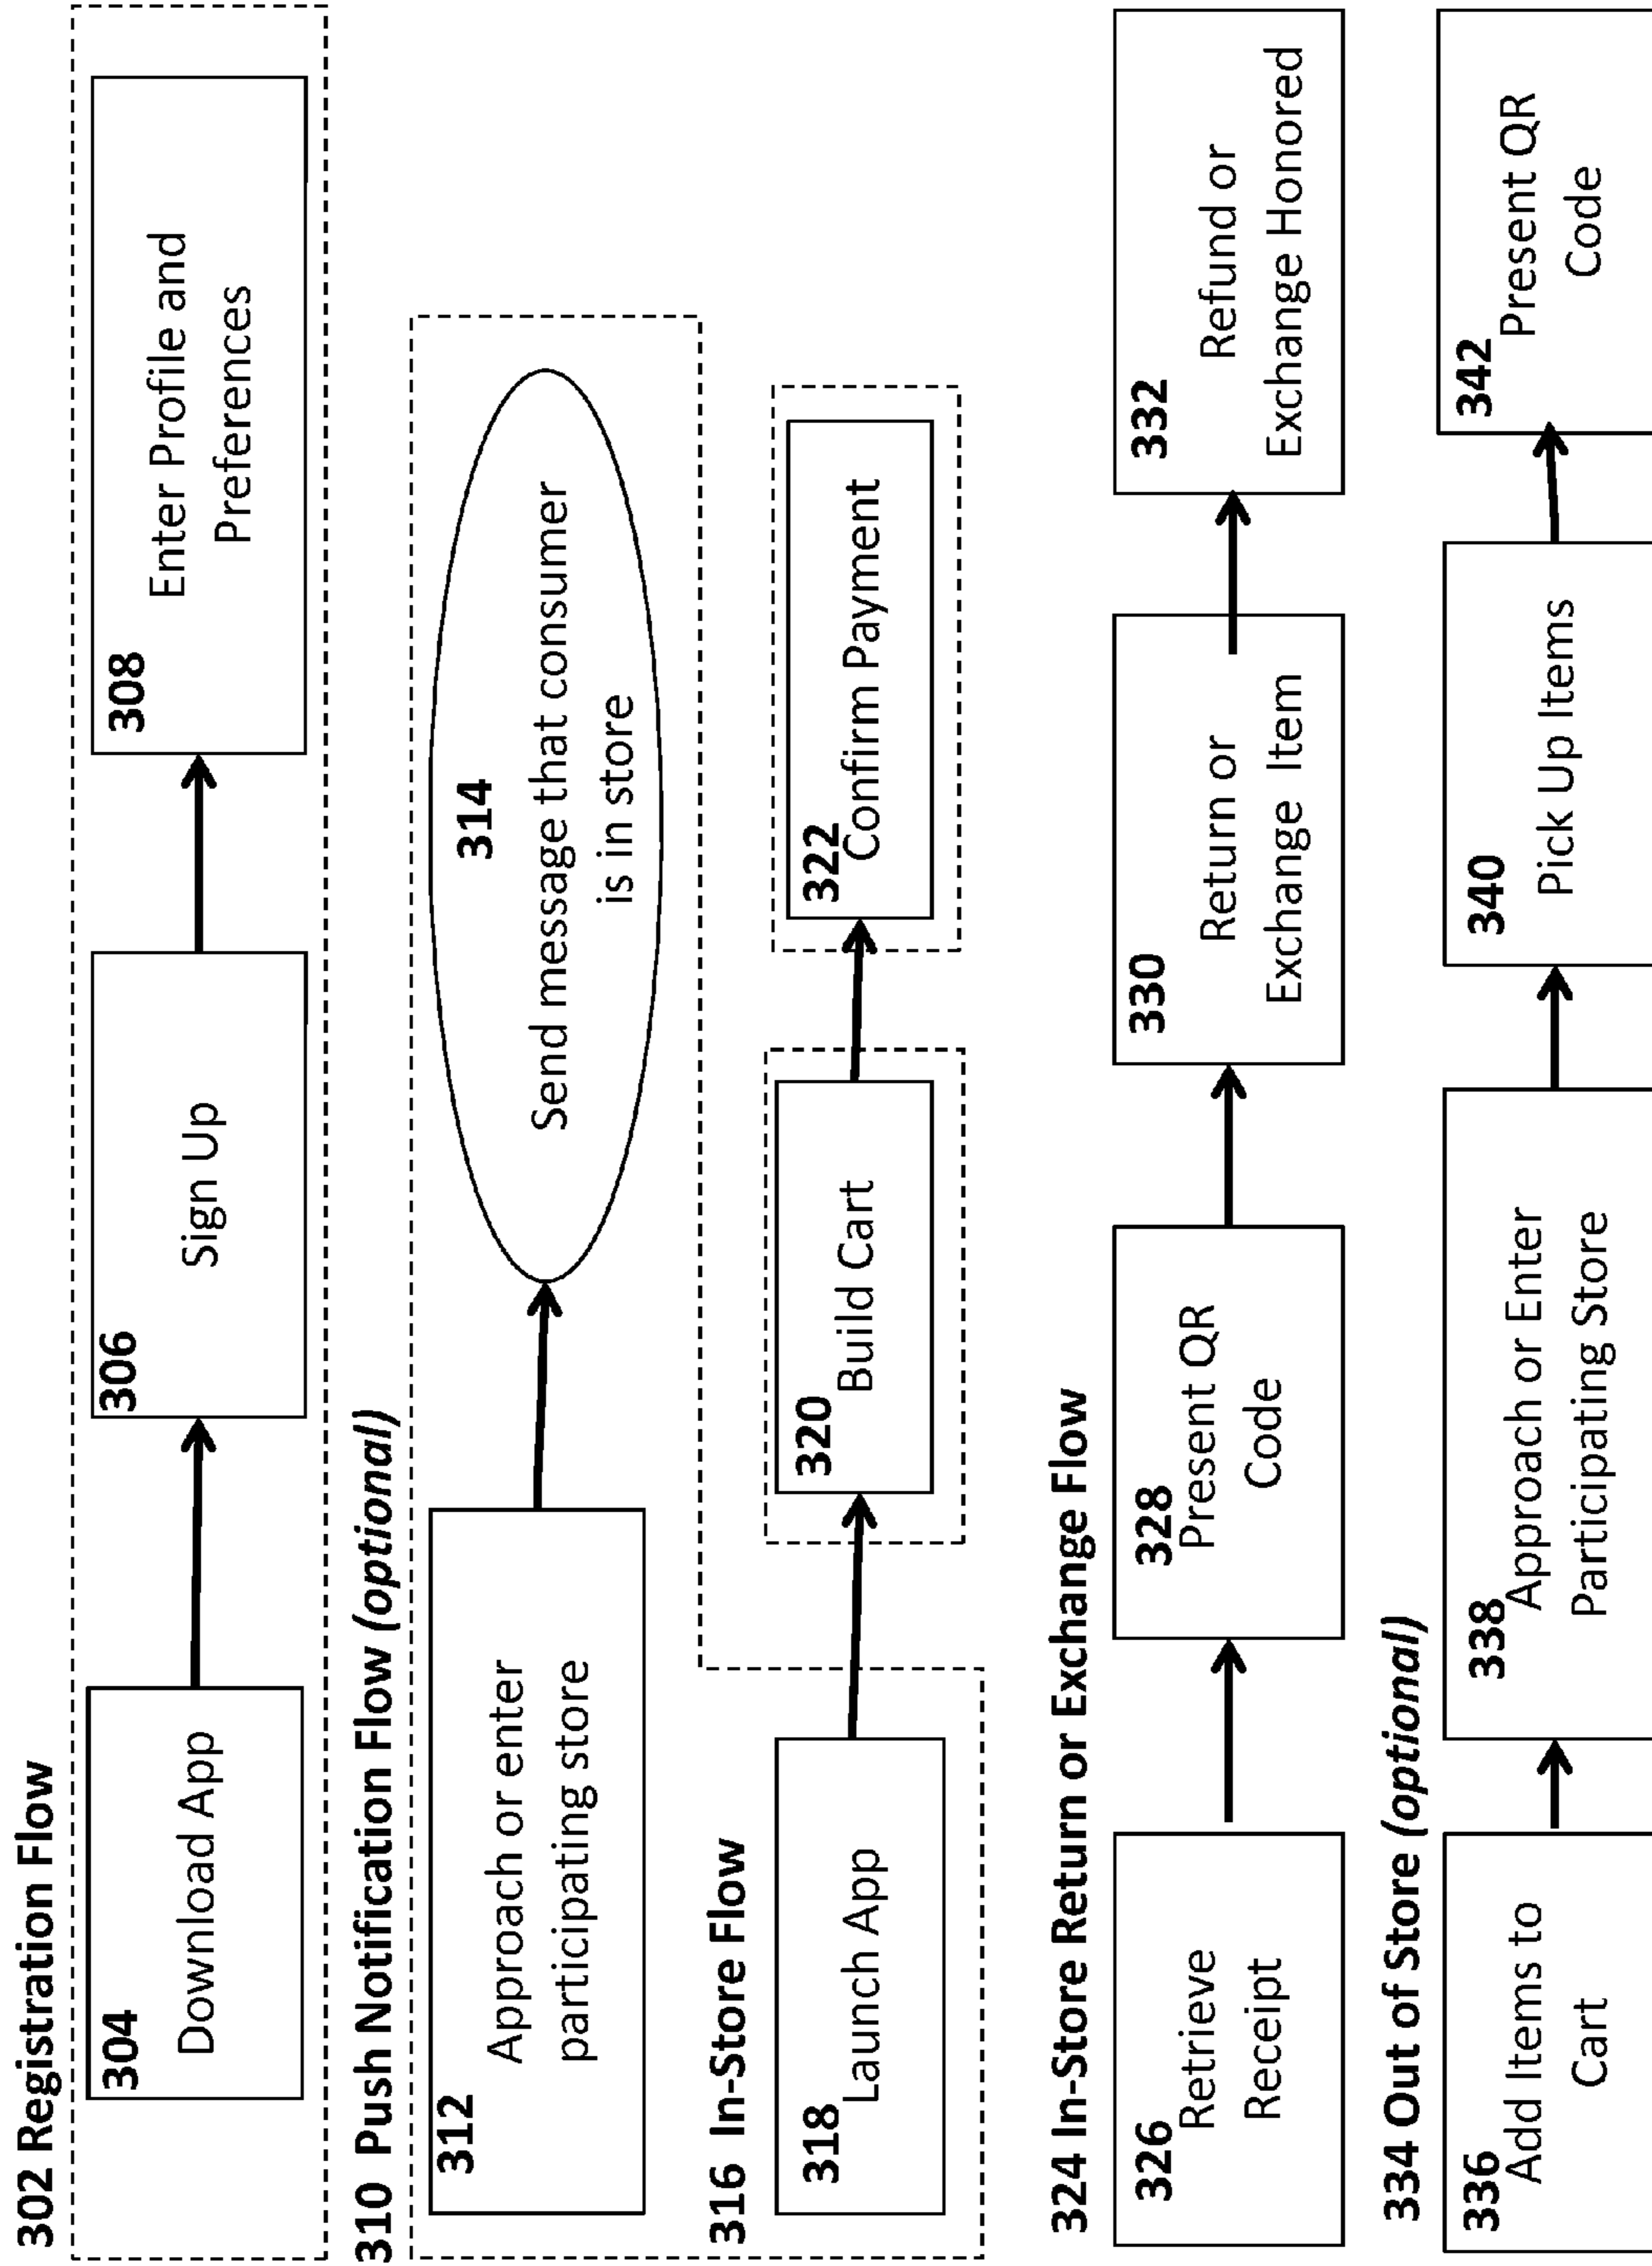 302 Registration Flow
304
Download App
306
Sign Up
308
Enter Profile and
Preferences
310 Push Notification Flow (optional)
312
Approach or enter
participating store
314
Send message that consumer
is in store
316 In-Store Flow
318
Launch App
320
Build Cart
322
Confirm Payment
324 In-Store Return or Exchange Flow
326
Retrieve
Receipt
328
Present QR
Code
330
Return or
Exchange Item
332
Refund or
Exchange Honored
334 Out of Store (optional)
336
Add Items to
Cart
338
Approach or Enter
Participating Store
340
Pick Up Items
342
Present QR
Code